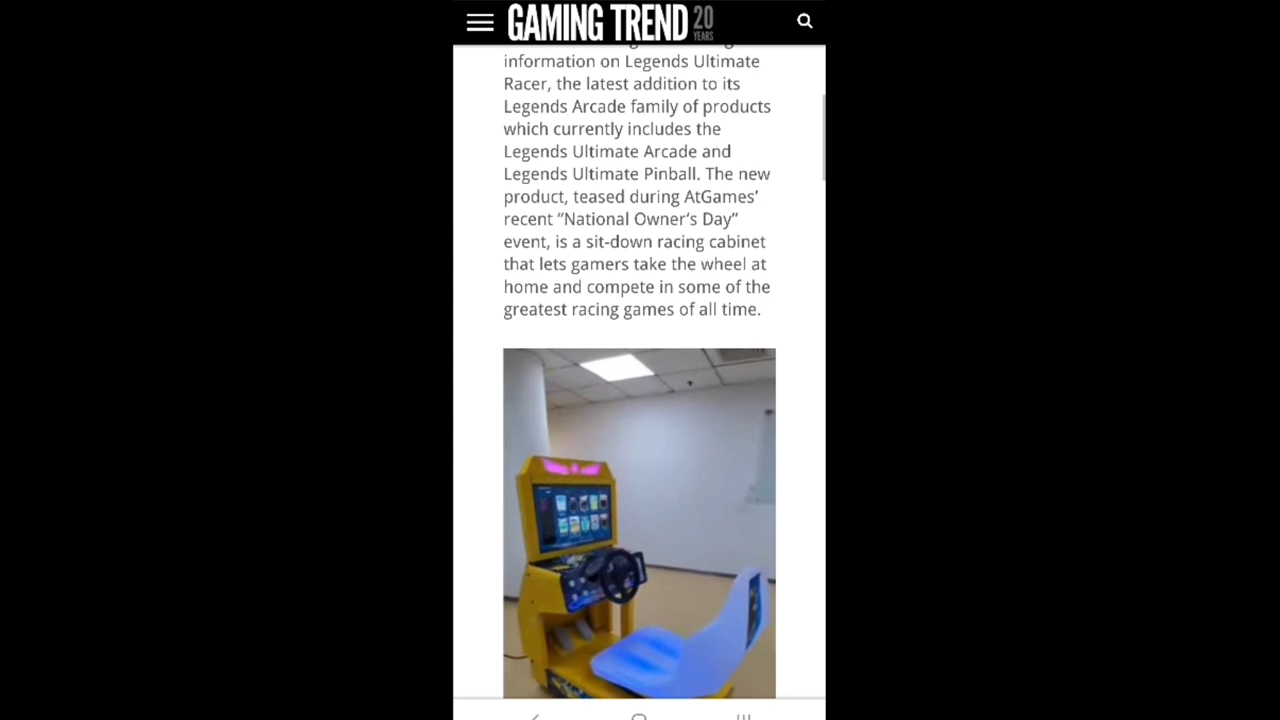 GAMING TREND 20
YEARS
information on Legends Ultimate
Racer, the latest addition to its
Legends Arcade family of products
which currently includes the
Legends Ultimate Arcade and
Legends Ultimate Pinball. The new
product, teased during AtGames’
recent “National Owner’s Day”
event, is a sit-down racing cabinet
that lets gamers take the wheel at
home and compete in some of the
greatest racing games of all time.